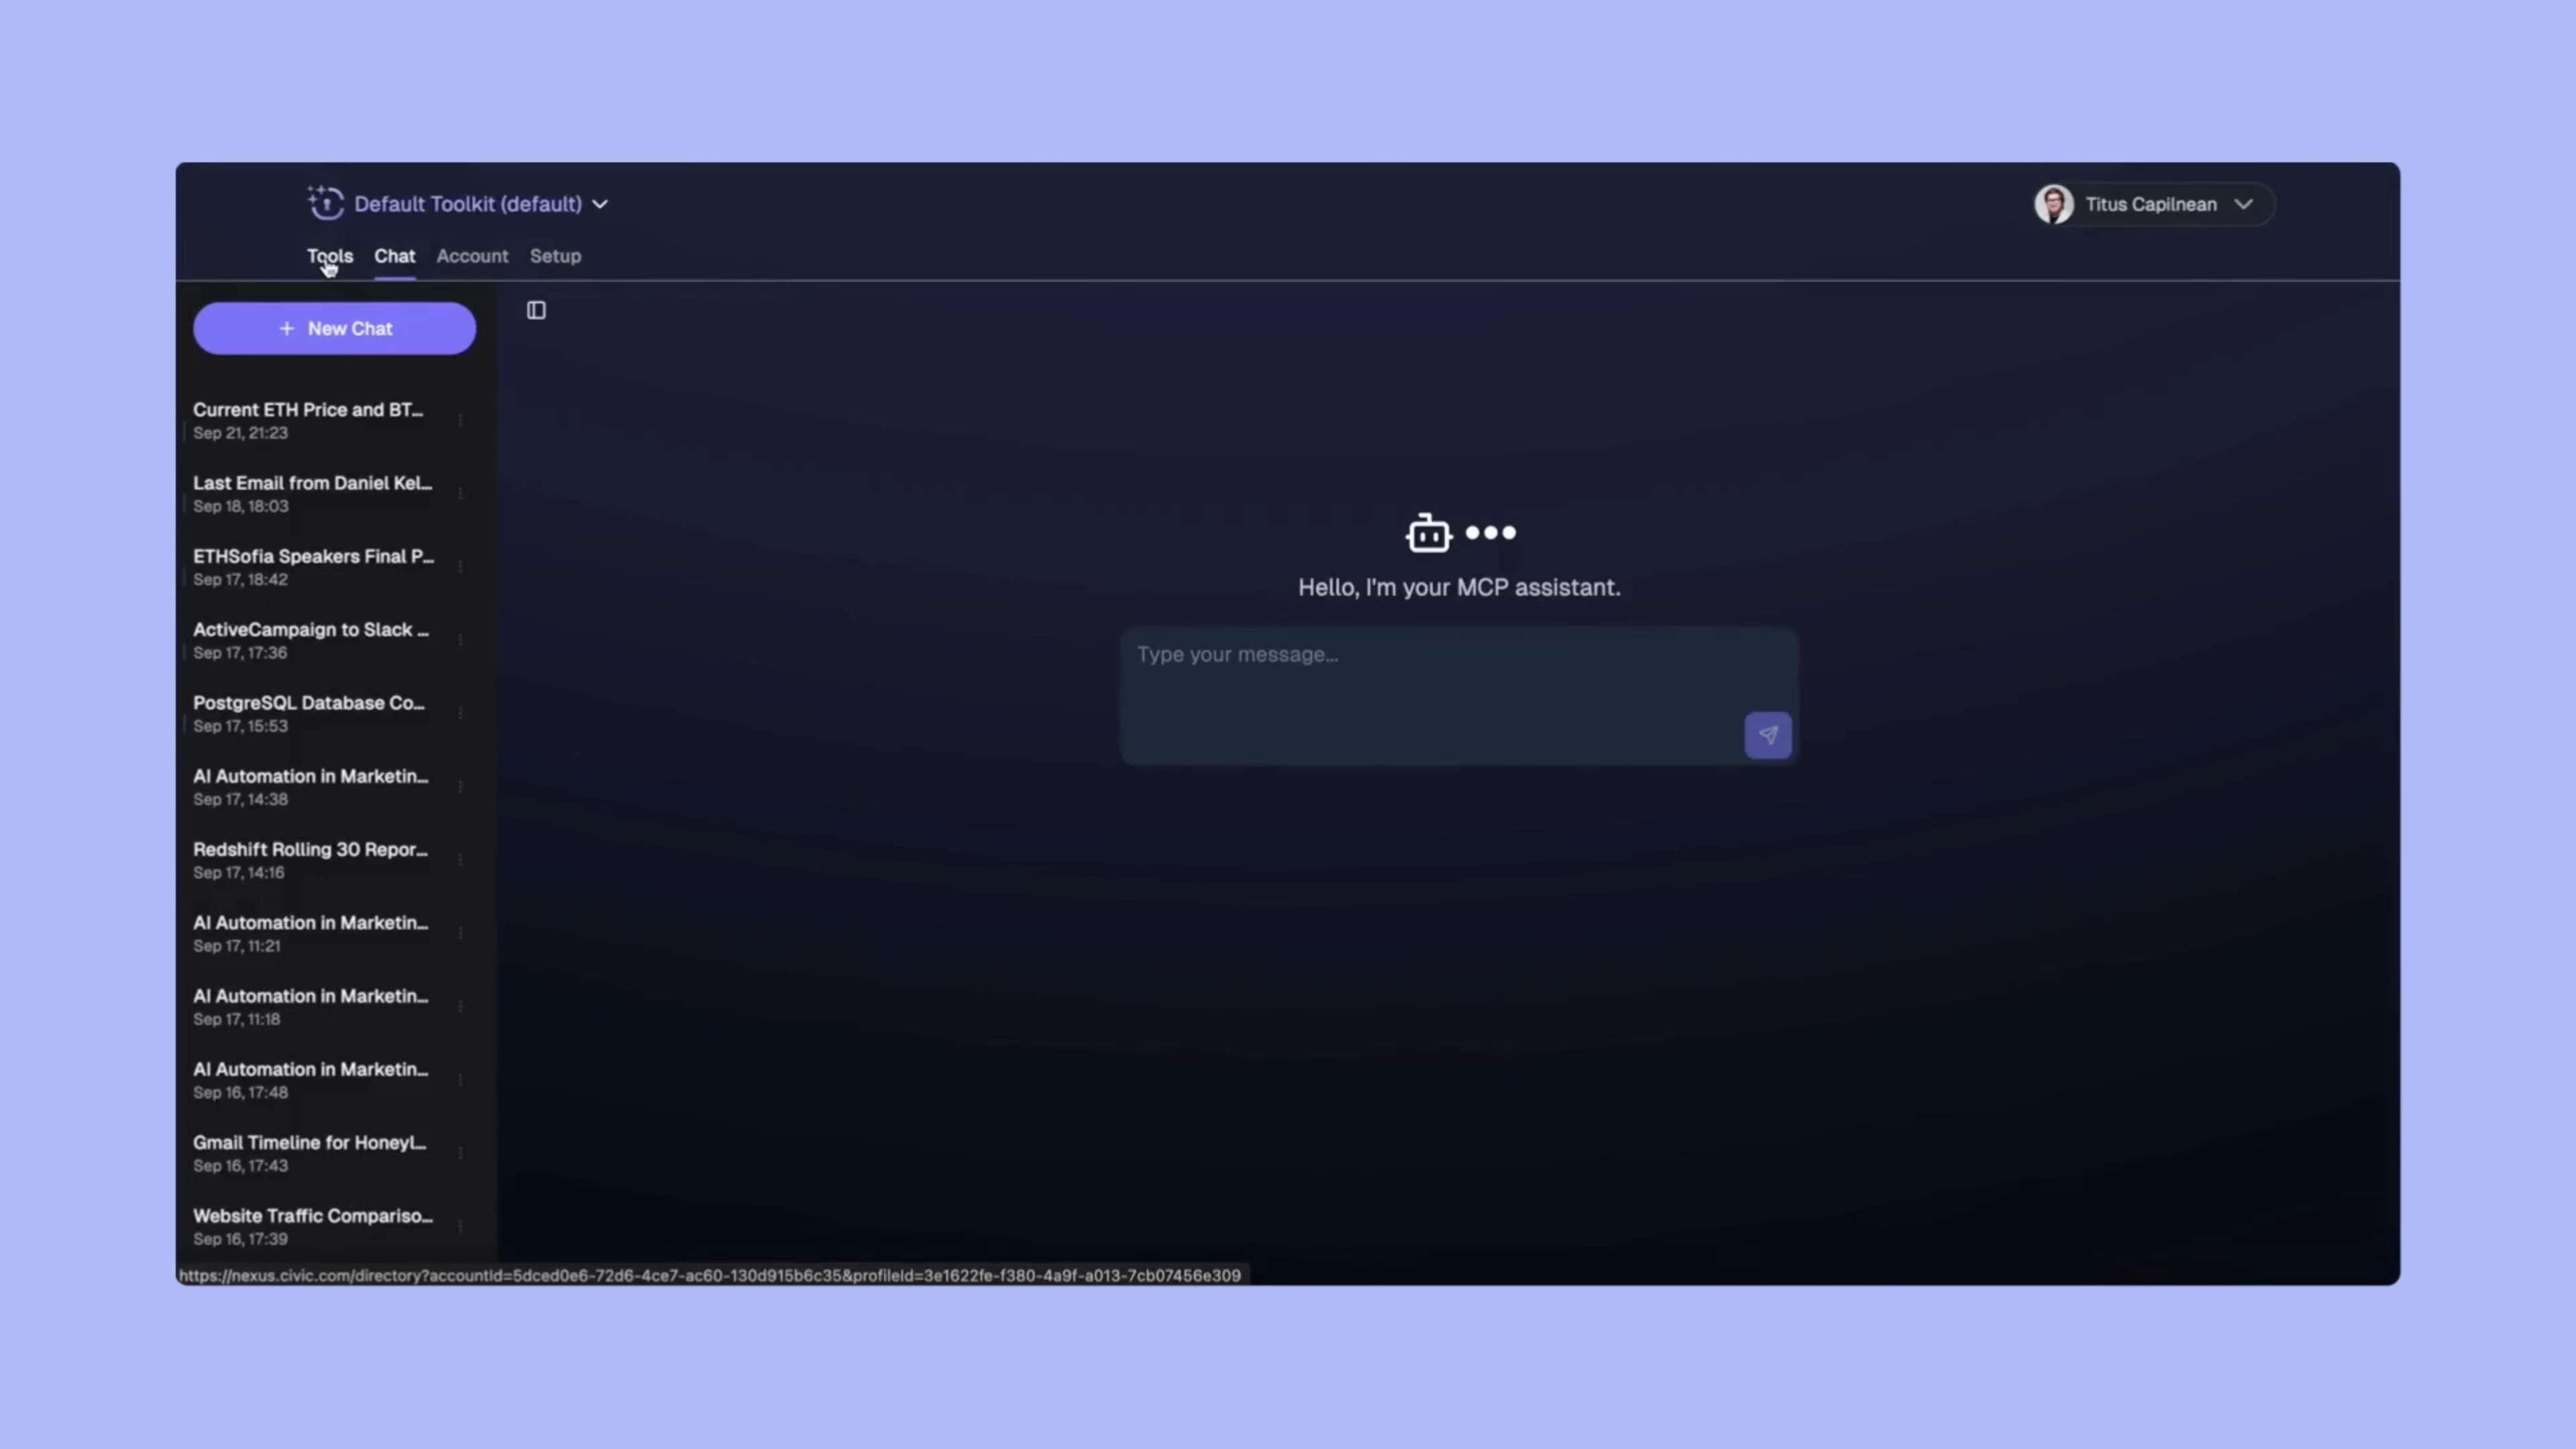 Default Toolkit (default)
Titus Capilnean
Tools Chat Account Setup
+ New Chat
Current ETH Price and BT...
Sep 21, 21:23
Last Email from Daniel Kel...
Sep 18, 18:03
ETHSofia Speakers Final P...
Sep 17, 18:42
ActiveCampaign to Slack ...
Sep 17, 17:36
PostgreSQL Database Co...
Sep 17, 15:53
AI Automation in Marketin...
Sep 17, 14:38
Redshift Rolling 30 Repor...
Sep 17, 14:16
AI Automation in Marketin...
Sep 17, 11:21
AI Automation in Marketin...
Sep 17, 11:18
AI Automation in Marketin...
Sep 16, 17:48
Gmail Timeline for Honeyl...
Sep 16, 17:43
Website Traffic Compariso...
Sep 16, 17:39
Hello, I'm your MCP assistant.
Type your message...
https://nexus.civic.com/directory?accountId=5dced0e6-72d6-4ce7-ac60-130d915b6c35&profileId=3e1622fe-f380-4a9f-a013-7cb07456e309